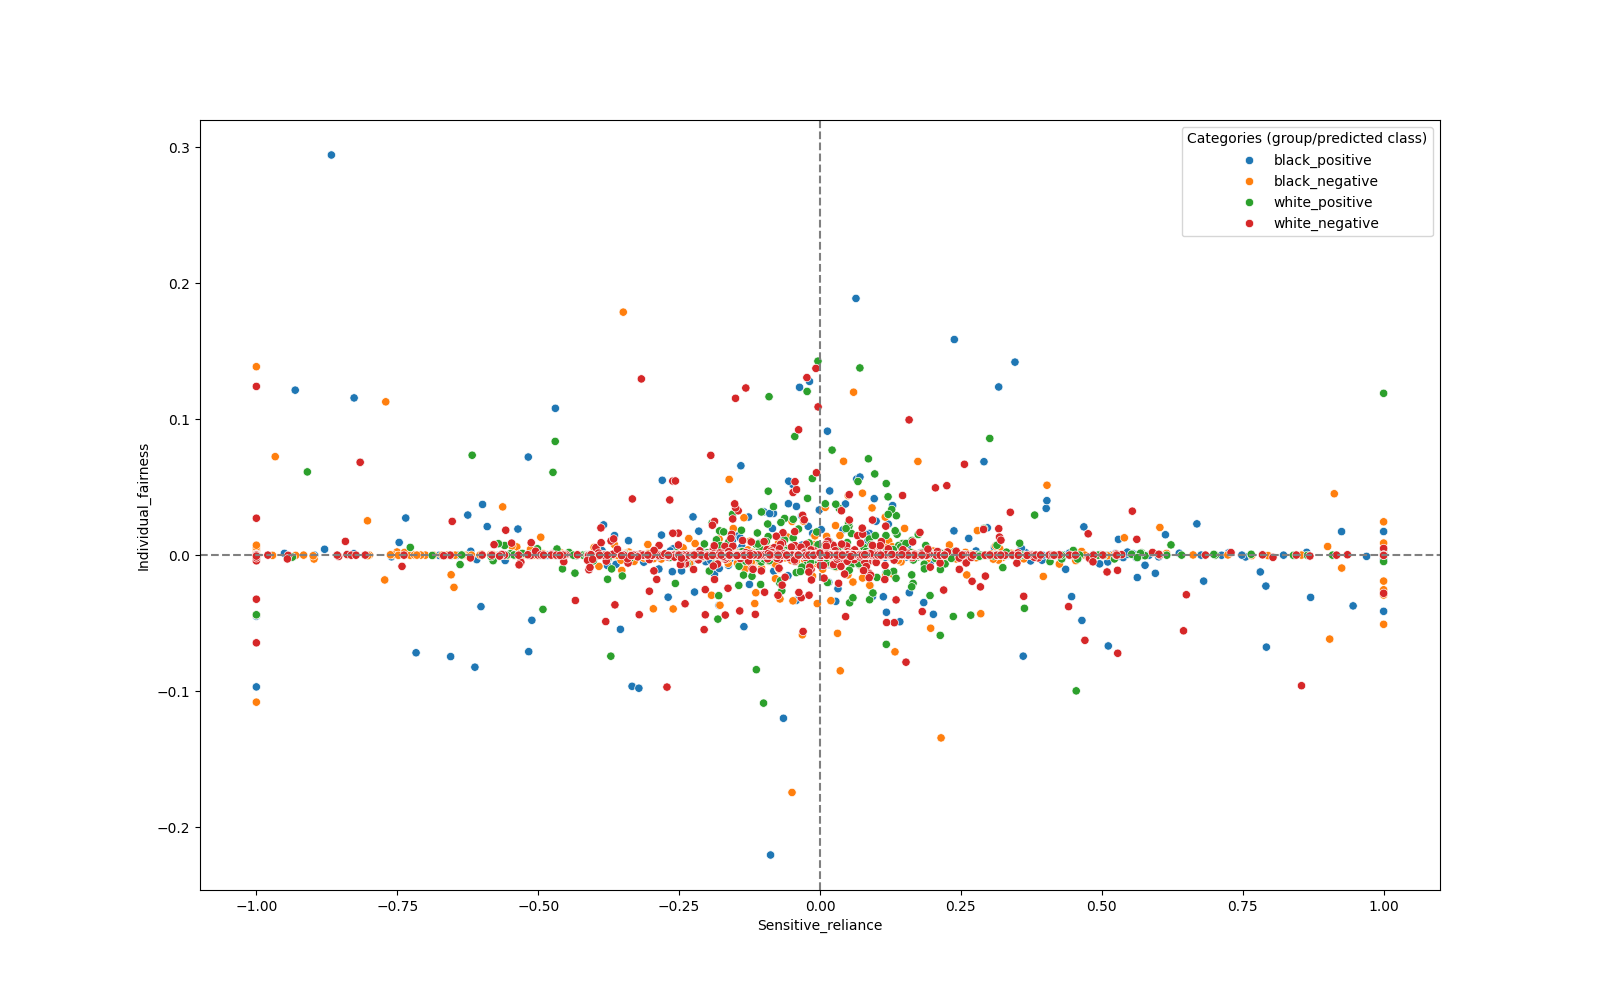 Categories (group/predicted class)
black_positive
black_negative
white_positive
white_negative
0.3
0.2
0.1
0.0
−0.1
−0.2
Individual_fairness
−1.00
−0.75
−0.50
−0.25
0.00
0.25
0.50
0.75
1.00
Sensitive_reliance